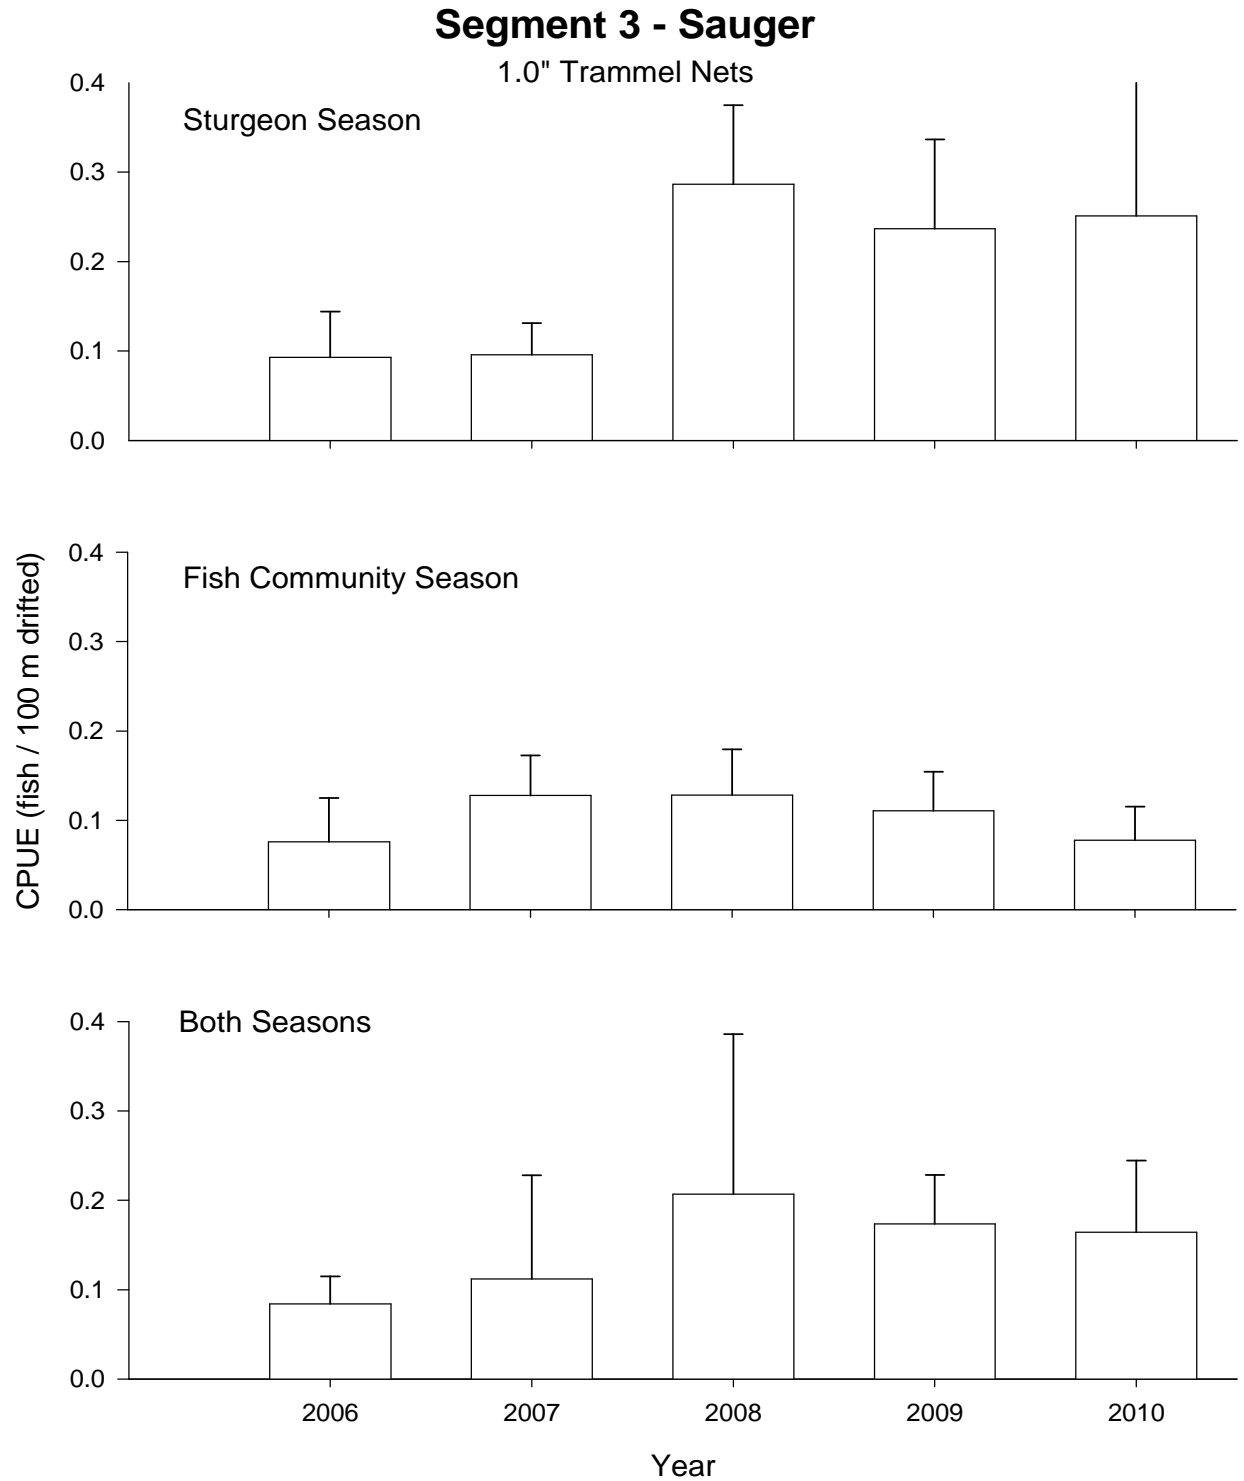 Segment 3 - Sauger
1.0" Trammel Nets
Sturgeon Season
0.4
0.3
0.2
0.1
0.0
Fish Community Season
0.4
0.3
0.2
0.1
0.0
CPUE (fish / 100 m drifted)
Both Seasons
0.4
0.3
0.2
0.1
0.0
2006 2007 2008 2009 2010
Year